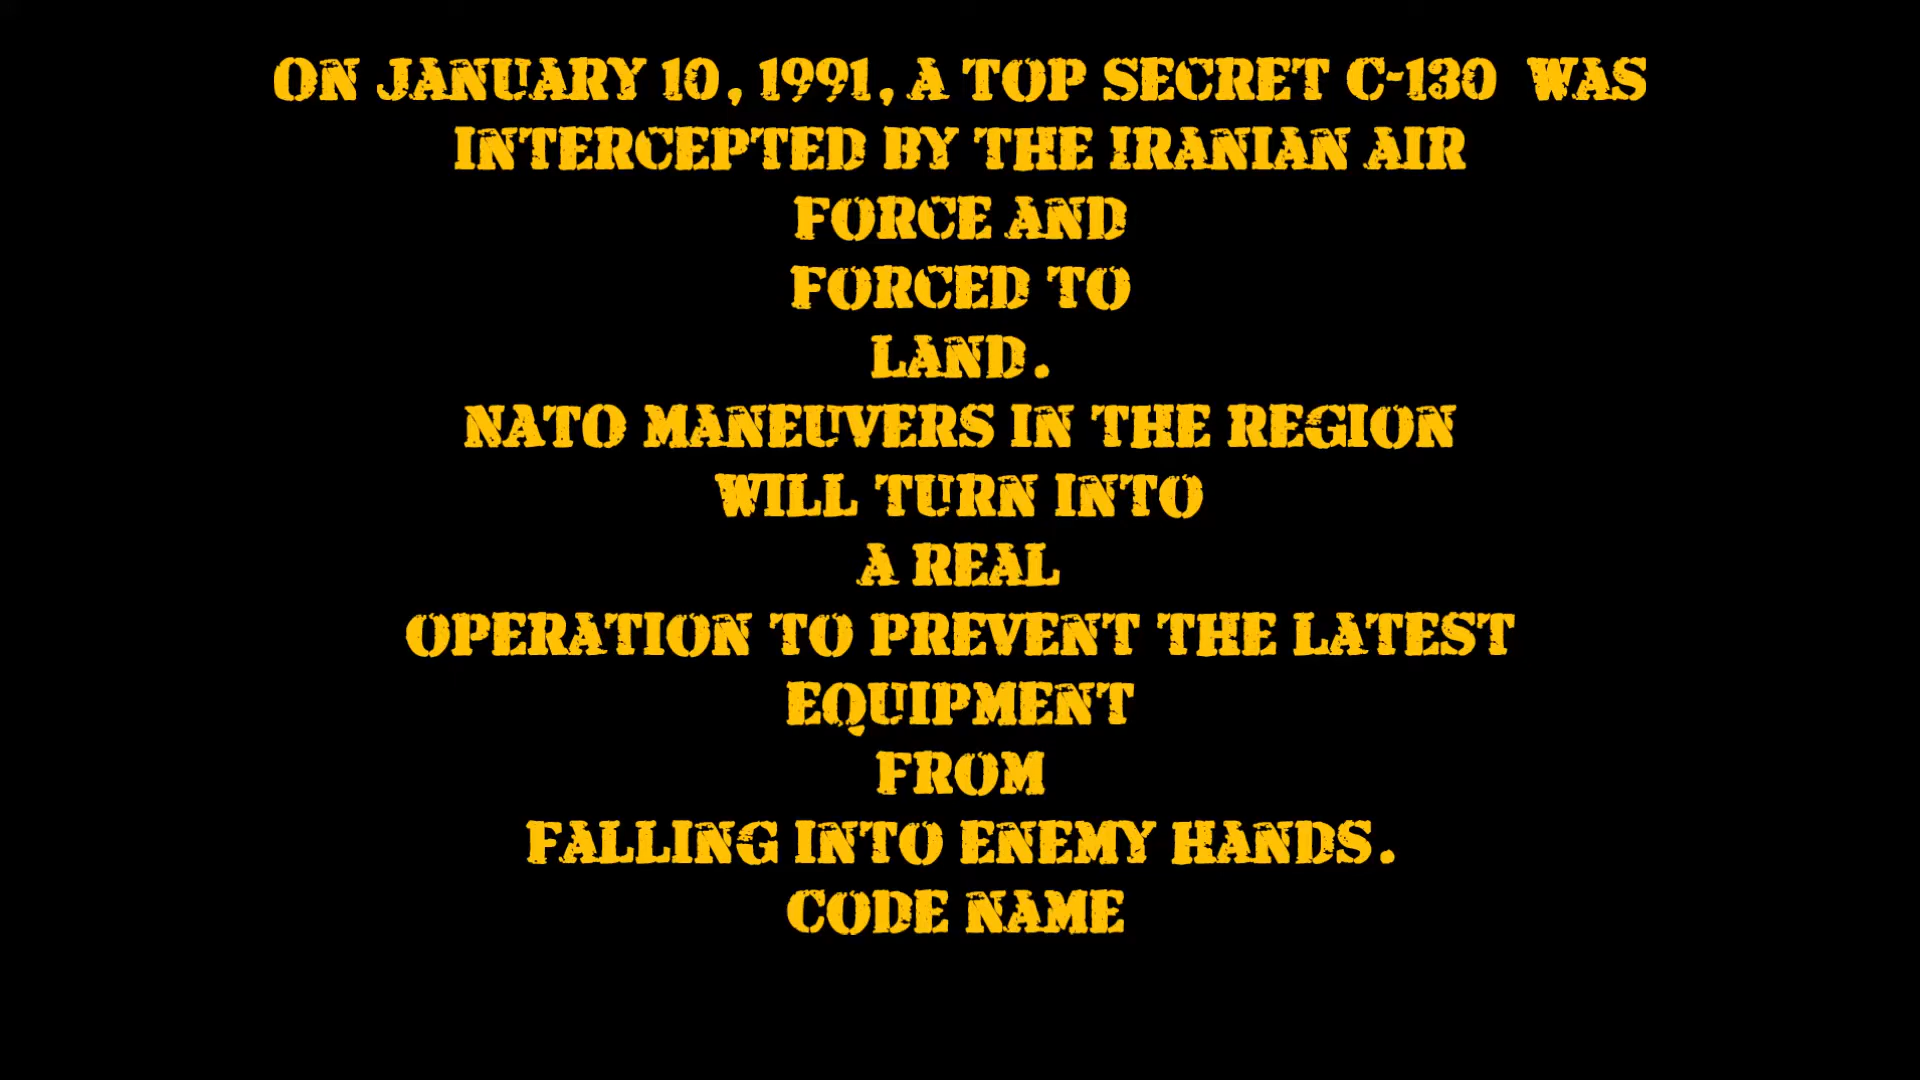 ON JANUARY 10, 1991, A TOP SECRET C-130 WAS
INTERCEPTED BY THE IRANIAN AIR
FORCE AND
FORCED TO
LAND.
NATO MANEUVERS IN THE REGION
WILL TURN INTO
A REAL
OPERATION TO PREVENT THE LATEST
EQUIPMENT
FROM
FALLING INTO ENEMY HANDS.
CODE NAME